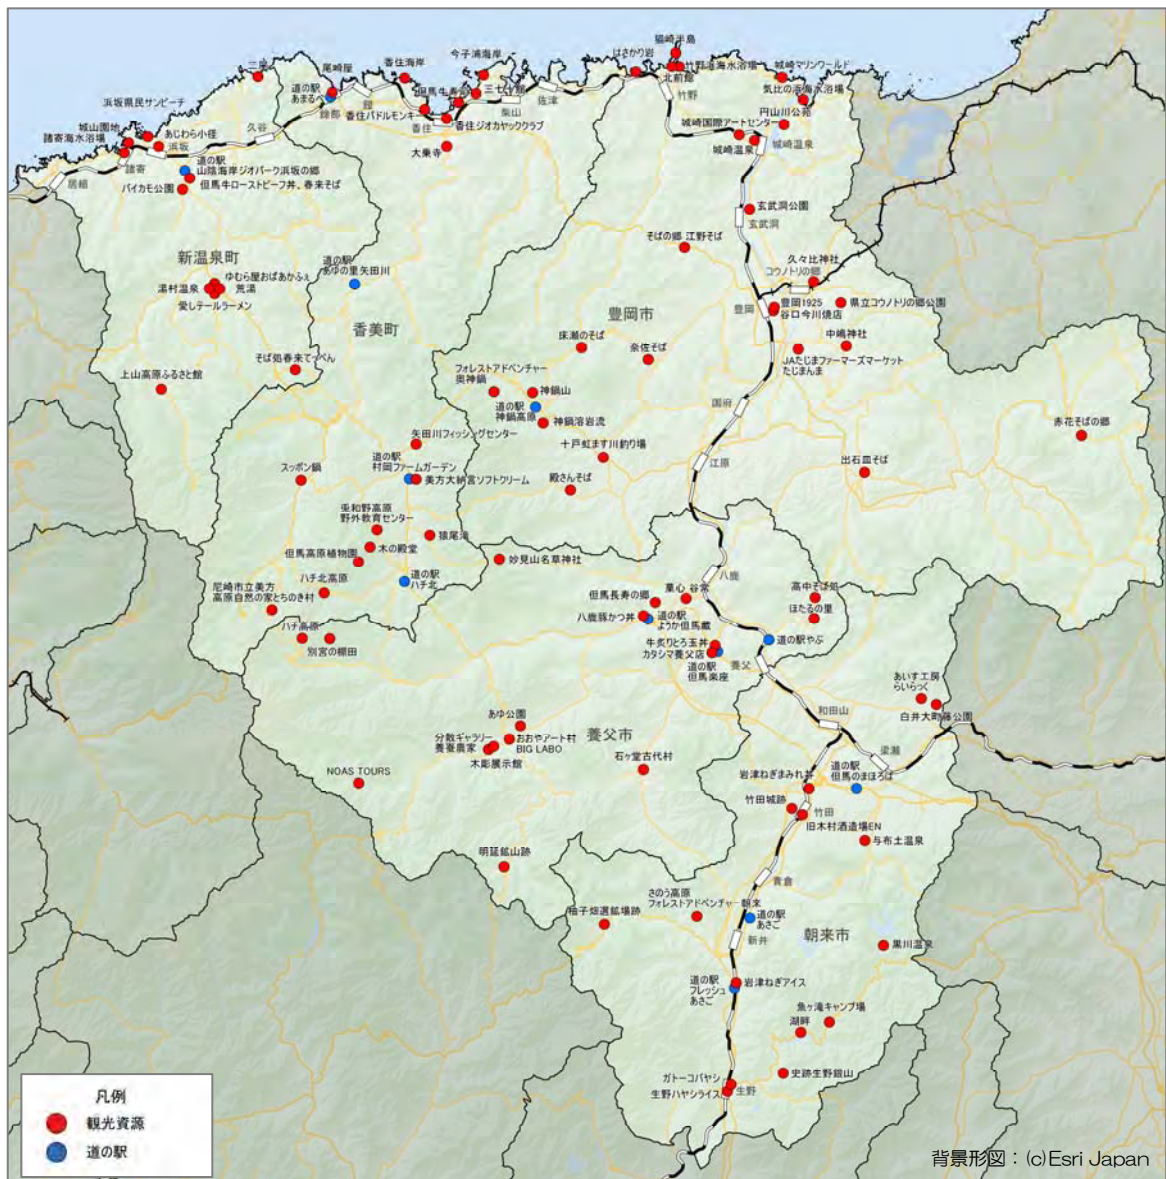 猫崎半島
はさかり岩
竹野浜海水浴場
北前館
城崎マリンワールド
気比の浜海水浴場
円山川公苑
城崎国際アートセンター
城崎温泉
城崎温泉
竹野
佐津
柴山
今子浦海岸
香住海岸
三七十館
尾崎屋
道の駅
あまるべ
鎧
餘部
香住パドルモンキー
香住
香住ジオカヤッククラブ
大乗寺
浜坂県民サンビーチ
城山園地
諸寄海水浴場
あじわら小径
浜坂
久谷
諸寄
居組
道の駅
山陰海岸ジオパーク浜坂の郷
但馬牛ローストビーフ丼、春来そば
バイカモ公園
玄武洞公園
玄武洞
そばの郷 江野そば
久々比神社
コウノトリの郷
新温泉町
ゆむら屋おばあかふぇ
湯村温泉
荒湯
愛しテールラーメン
道の駅
あゆの里矢田川
香美町
豊岡市
豊岡
豊岡1925
谷口今川焼店
県立コウノトリの郷公園
中嶋神社
JAたじまファーマーズマーケット
たじまんま
床瀬のそば
奈佐そば
そば処春来てっぺん
上山高原ふるさと館
フォレストアドベンチャー
奥神鍋
神鍋山
道の駅
神鍋高原
神鍋溶岩流
国府
赤花そばの郷
矢田川フィッシングセンター
十戸虹ます川釣り場
江原
出石皿そば
スッポン鍋
道の駅
村岡ファームガーデン
美方大納言ソフトクリーム
殿さんそば
兎和野高原
野外教育センター
木の殿堂
猿尾滝
但馬高原植物園
妙見山名草神社
ハチ北高原
道の駅
ハチ北
尼崎市立美方
高原自然の家とちのき村
ハチ高原
別宮の棚田
八鹿
但馬長寿の郷
菓心 谷常
八鹿豚かつ丼
道の駅
ようか但馬蔵
高中そば処
ほたるの里
牛炙りとろ玉丼
カタシマ養父店
道の駅
但馬楽座
養父
道の駅やぶ
あいす工房
らいらっく
白井大町藤公園
和田山
梁瀬
あゆ公園
養父市
分散ギャラリー
養蚕農家
おおやアート村
BIG LABO
木彫展示館
石ヶ堂古代村
NOAS TOURS
道の駅
但馬のまほろば
岩津ねぎまみれ丼
竹田城跡
竹田
旧木村酒造場EN
与布土温泉
明延鉱山跡
青倉
さのう高原
フォレストアドベンチャー朝来
道の駅
あさご
新井
朝来市
黒川温泉
道の駅
フレッシュ
あさご
岩津ねぎアイス
魚ヶ滝キャンプ場
湖畔
史跡生野銀山
ガトーコバヤシ
生野ハヤシライス
生野
凡例
観光資源
道の駅
背景形図：(c)Esri Japan